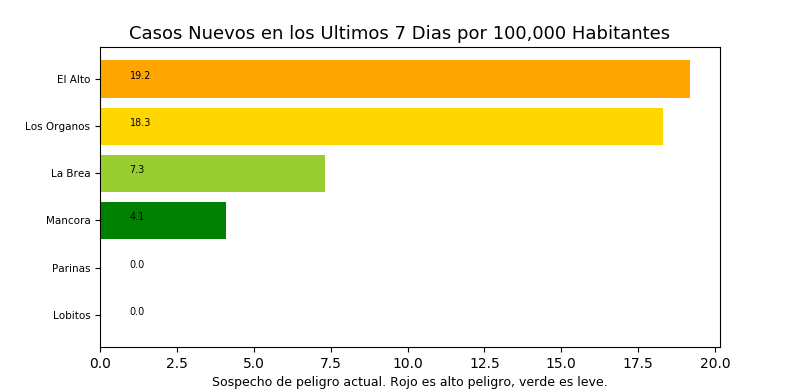 Casos Nuevos en los Ultimos 7 Dias por 100,000 Habitantes
El Alto 19.2
Los Organos 18.3
La Brea 7.3
Mancora 4.1
Parinas 0.0
Lobitos 0.0
0.0 2.5 5.0 7.5 10.0 12.5 15.0 17.5 20.0
Sospecho de peligro actual. Rojo es alto peligro, verde es leve.